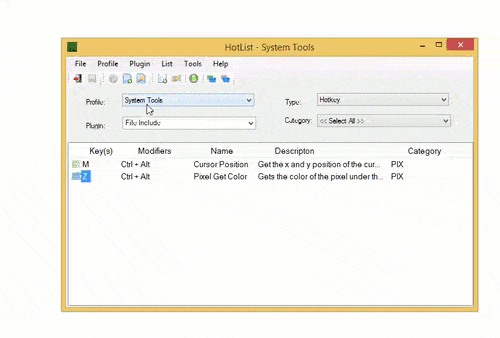 HotList - System Tools
File Profile Plugin List Tools Help
Profile: System Tools Type: Hotkey
Plugin: File Include Category: << Select All >>
Key(s) Modifiers Name Descripton Category
M Ctrl + Alt Cursor Position Get the x and y position of the cur... PIX
Z Ctrl + Alt Pixel Get Color Gets the color of the pixel under th... PIX